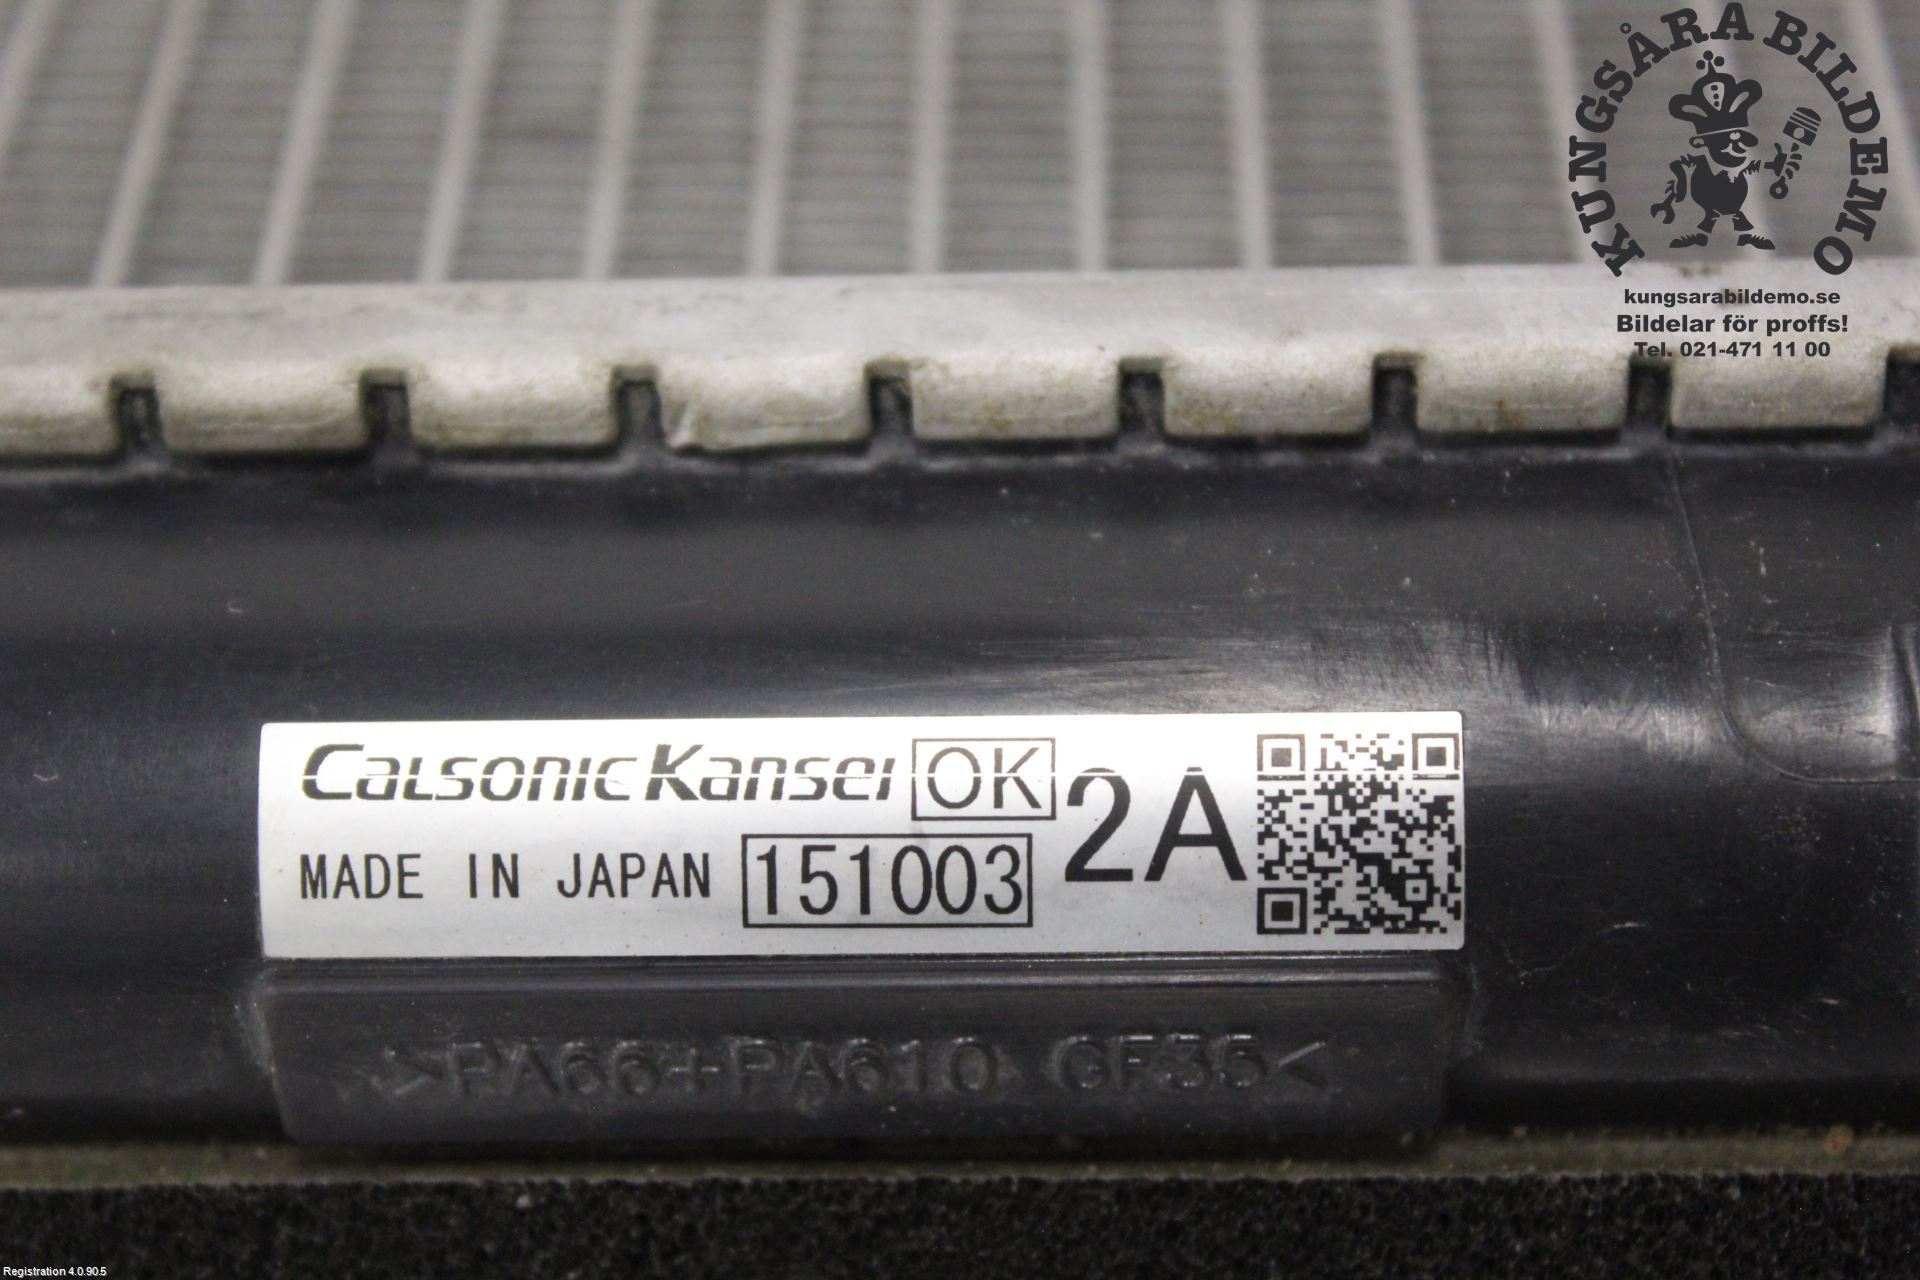 KUNGSÅRA BILDEMO
kungsarabildemo.se
Bildelar för proffs!
Tel. 021-471 11 00
CalsonicKansei OK 2A
MADE IN JAPAN 151003
>PA66+PA610 GF35<
Registration 4.0.90.5